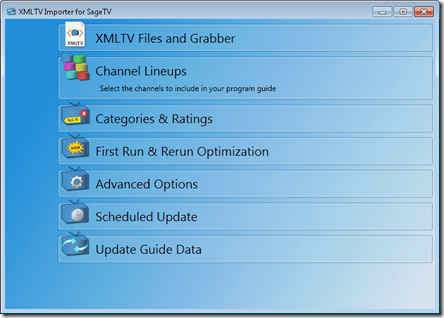 XMLTV Importer for SageTV
XMLTV
XMLTV Files and Grabber
Channel Lineups
Select the channels to include in your program guide
Categories & Ratings
NEW
First Run & Rerun Optimization
Advanced Options
Scheduled Update
Update Guide Data